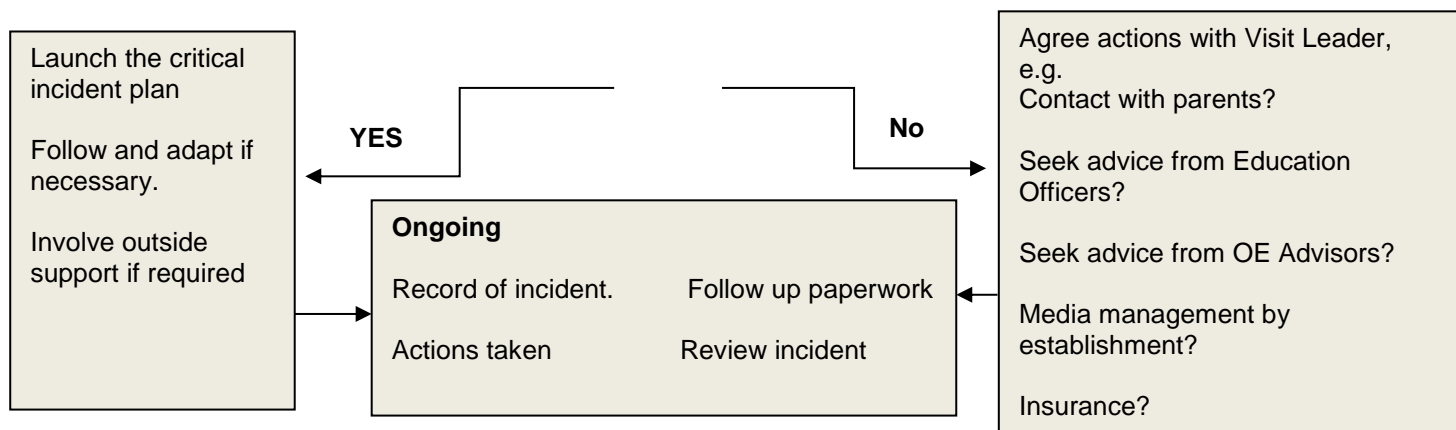 Launch the critical
incident plan
Follow and adapt if
necessary.
Involve outside
support if required
YES
No
Ongoing
Record of incident. Follow up paperwork
Actions taken Review incident
Agree actions with Visit Leader,
e.g.
Contact with parents?
Seek advice from Education
Officers?
Seek advice from OE Advisors?
Media management by
establishment?
Insurance?